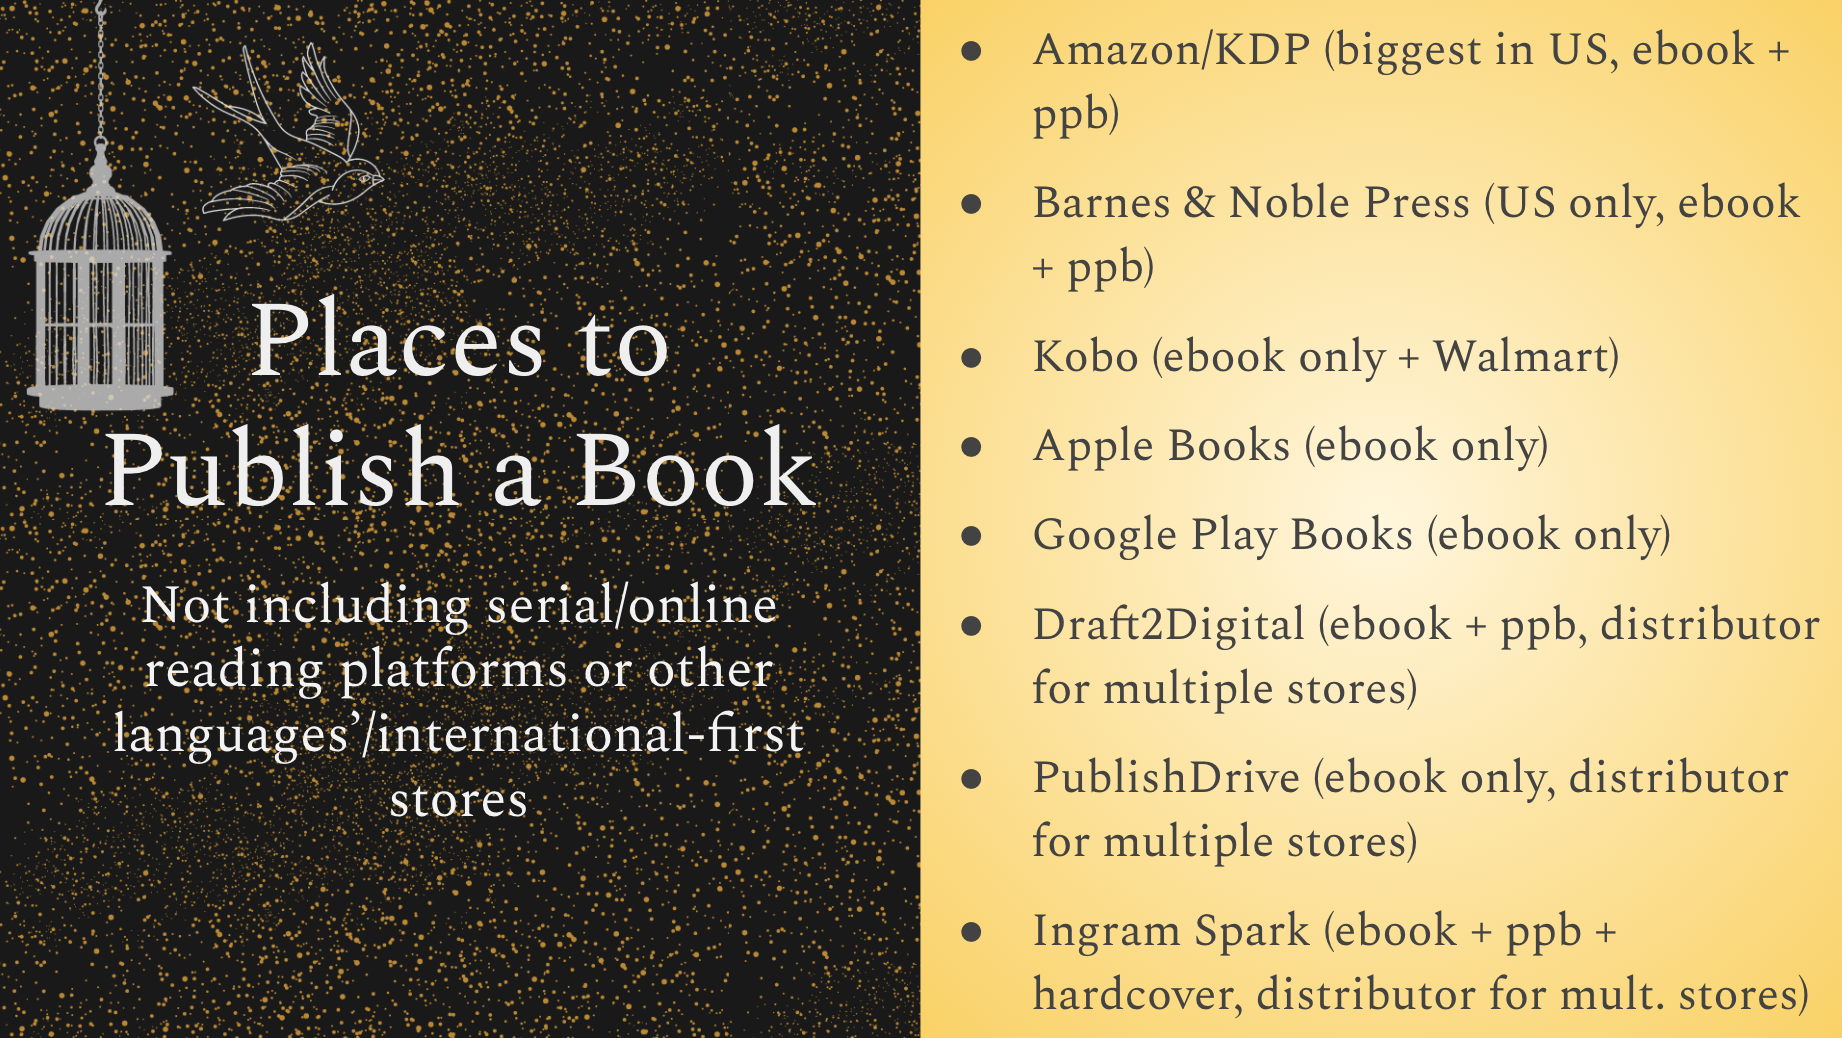 Places to
Publish a Book
Not including serial/online
reading platforms or other
languages’/international-first
stores
● Amazon/KDP (biggest in US, ebook +
ppb)
● Barnes & Noble Press (US only, ebook
+ ppb)
● Kobo (ebook only + Walmart)
● Apple Books (ebook only)
● Google Play Books (ebook only)
● Draft2Digital (ebook + ppb, distributor
for multiple stores)
● PublishDrive (ebook only, distributor
for multiple stores)
● Ingram Spark (ebook + ppb +
hardcover, distributor for mult. stores)